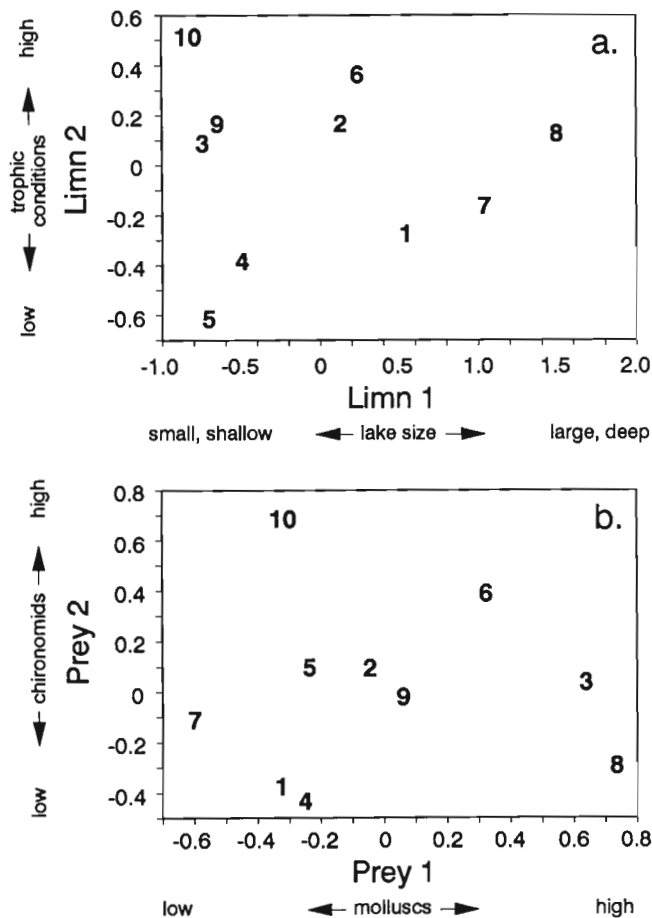 a.
high
trophic
conditions
low
Limn 2
0.6
0.4
0.2
0
-0.2
-0.4
-0.6
10
6
9
2
3
8
7
1
4
5
-1.0 -0.5 0 0.5 1.0 1.5 2.0
Limn 1
small, shallow lake size large, deep
b.
high
chironomids
low
Prey 2
0.8
0.6
0.4
0.2
0
-0.2
-0.4
10
6
5
2
9
3
7
8
1
4
-0.6 -0.4 -0.2 0 0.2 0.4 0.6 0.8
Prey 1
low molluscs high